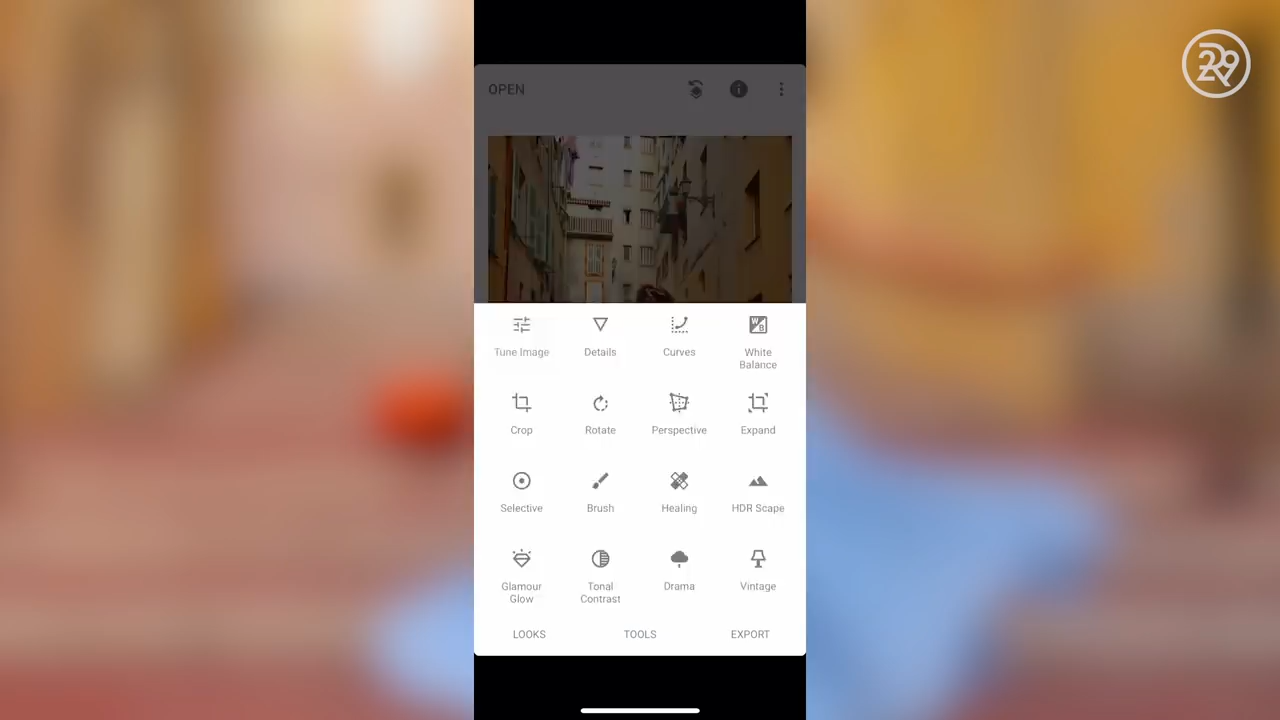 OPEN
R29
Tune Image
Details
Curves
White
Balance
Crop
Rotate
Perspective
Expand
Selective
Brush
Healing
HDR Scape
Glamour
Glow
Tonal
Contrast
Drama
Vintage
LOOKS
TOOLS
EXPORT